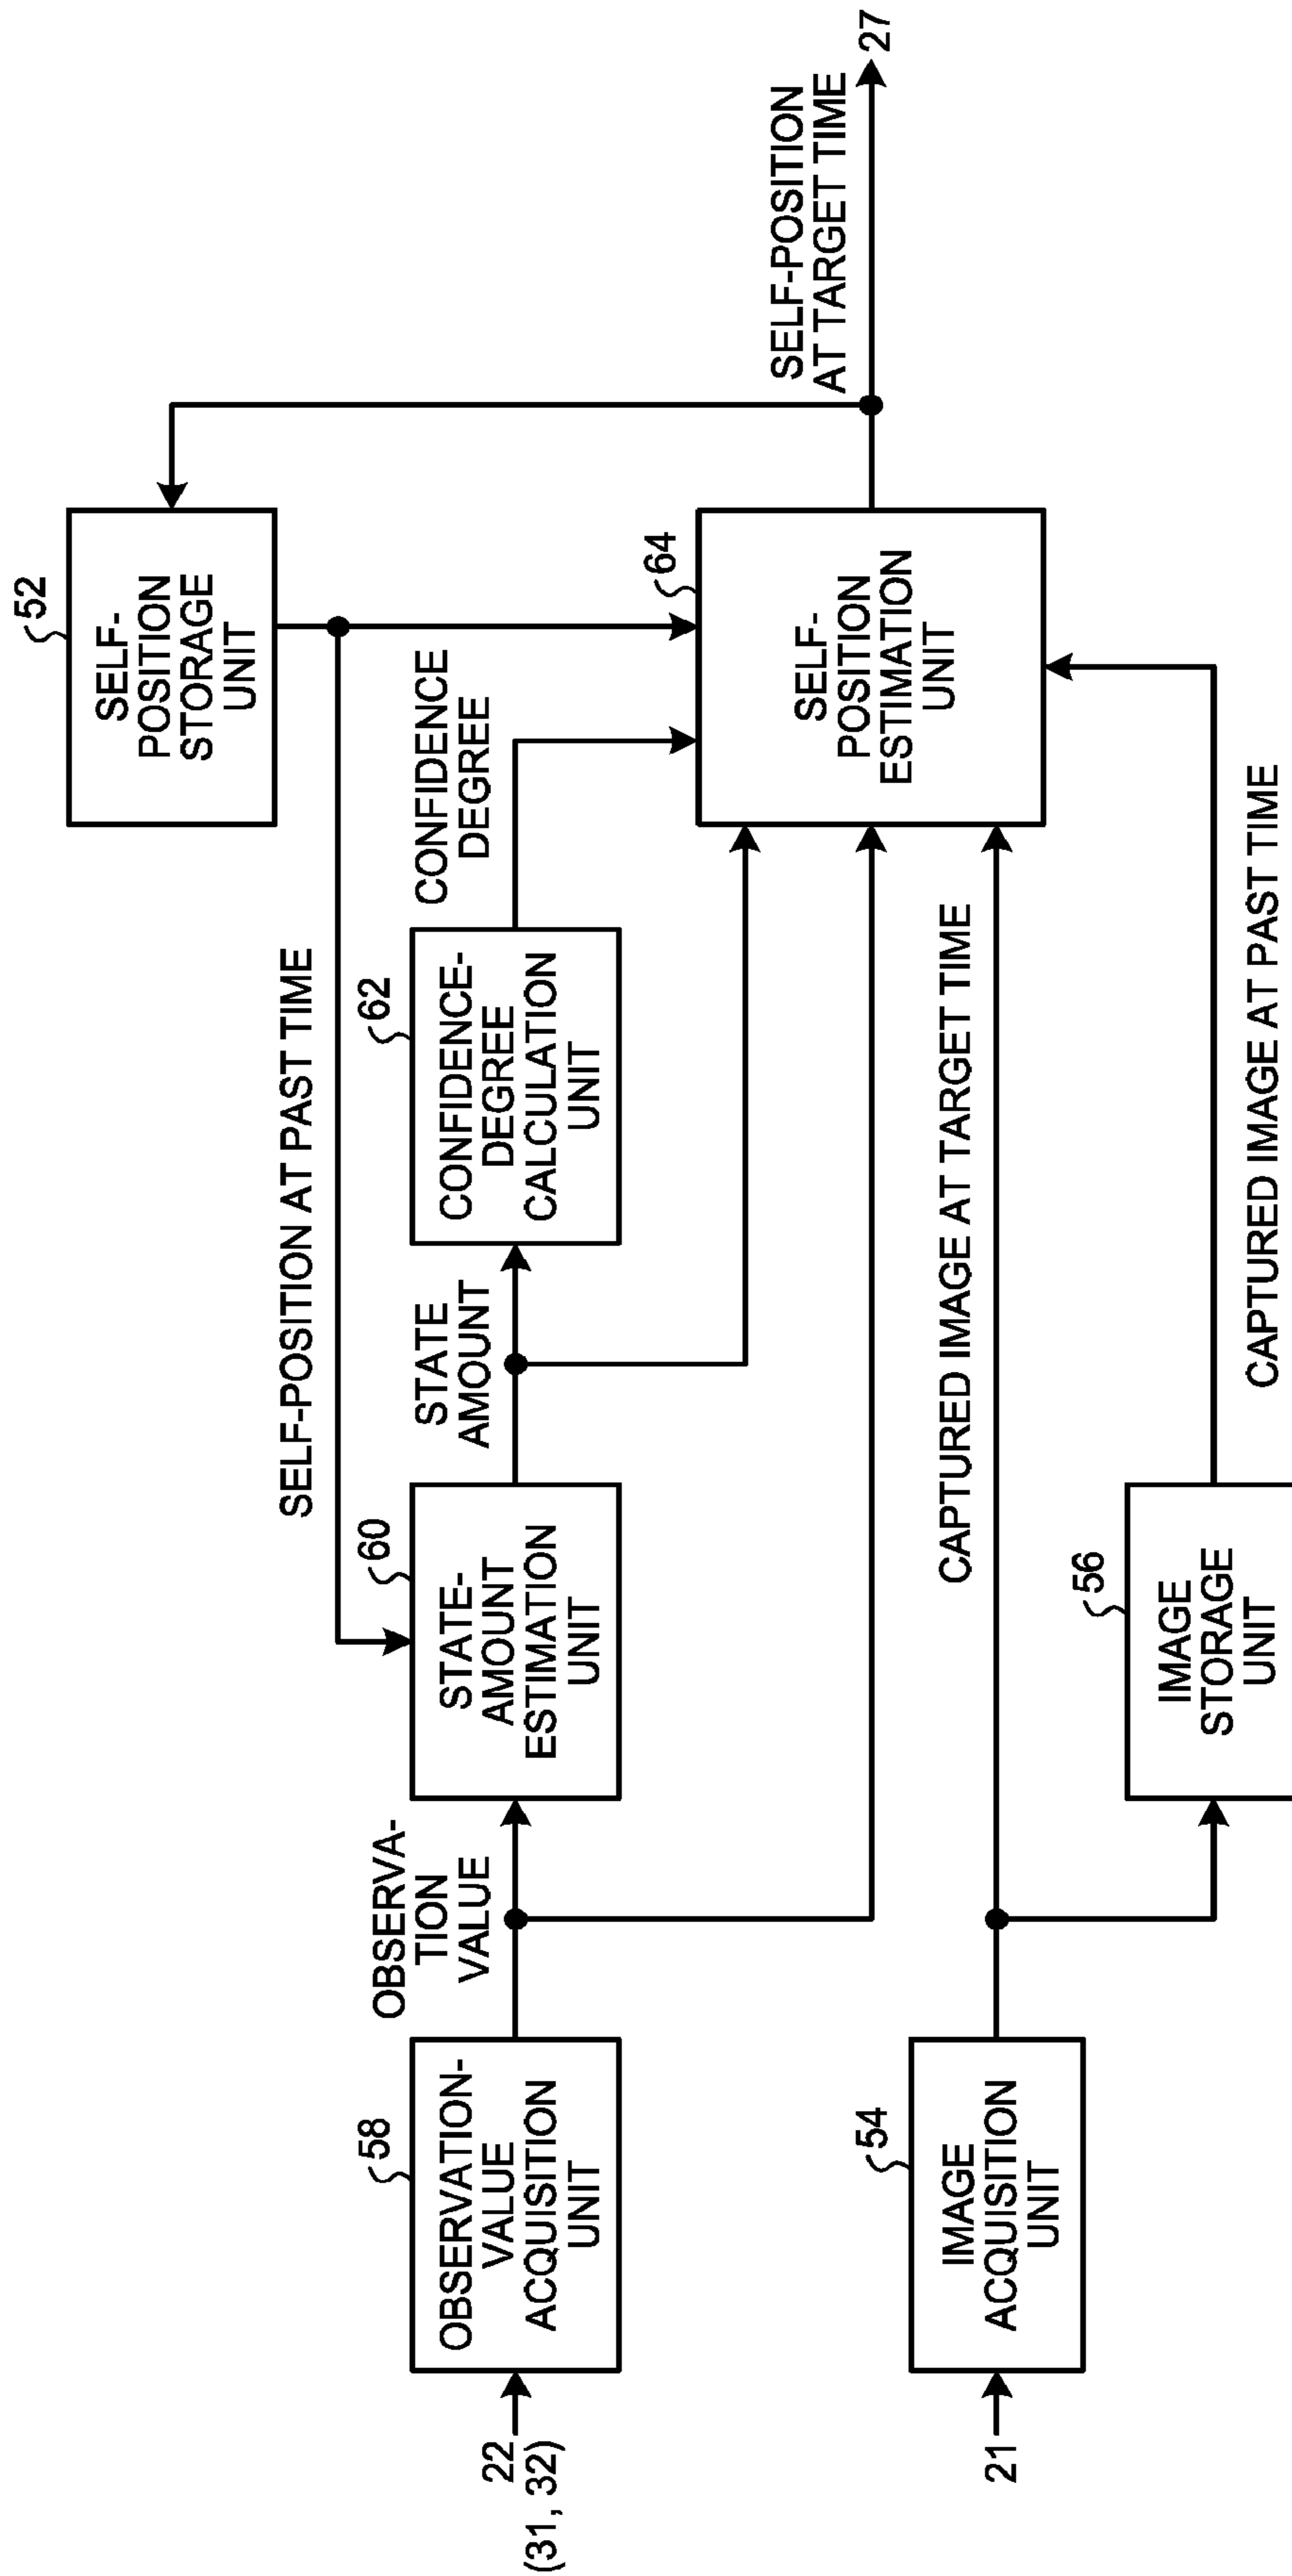 52
SELF-
POSITION
STORAGE
UNIT
SELF-POSITION AT PAST TIME
22
(31, 32)
58
OBSERVATION-
VALUE
ACQUISITION
UNIT
OBSERVA-
TION
VALUE
60
STATE-
AMOUNT
ESTIMATION
UNIT
STATE
AMOUNT
62
CONFIDENCE-
DEGREE
CALCULATION
UNIT
CONFIDENCE
DEGREE
64
SELF-
POSITION
ESTIMATION
UNIT
SELF-POSITION
AT TARGET TIME
27
21
54
IMAGE
ACQUISITION
UNIT
CAPTURED IMAGE AT TARGET TIME
56
IMAGE
STORAGE
UNIT
CAPTURED IMAGE AT PAST TIME